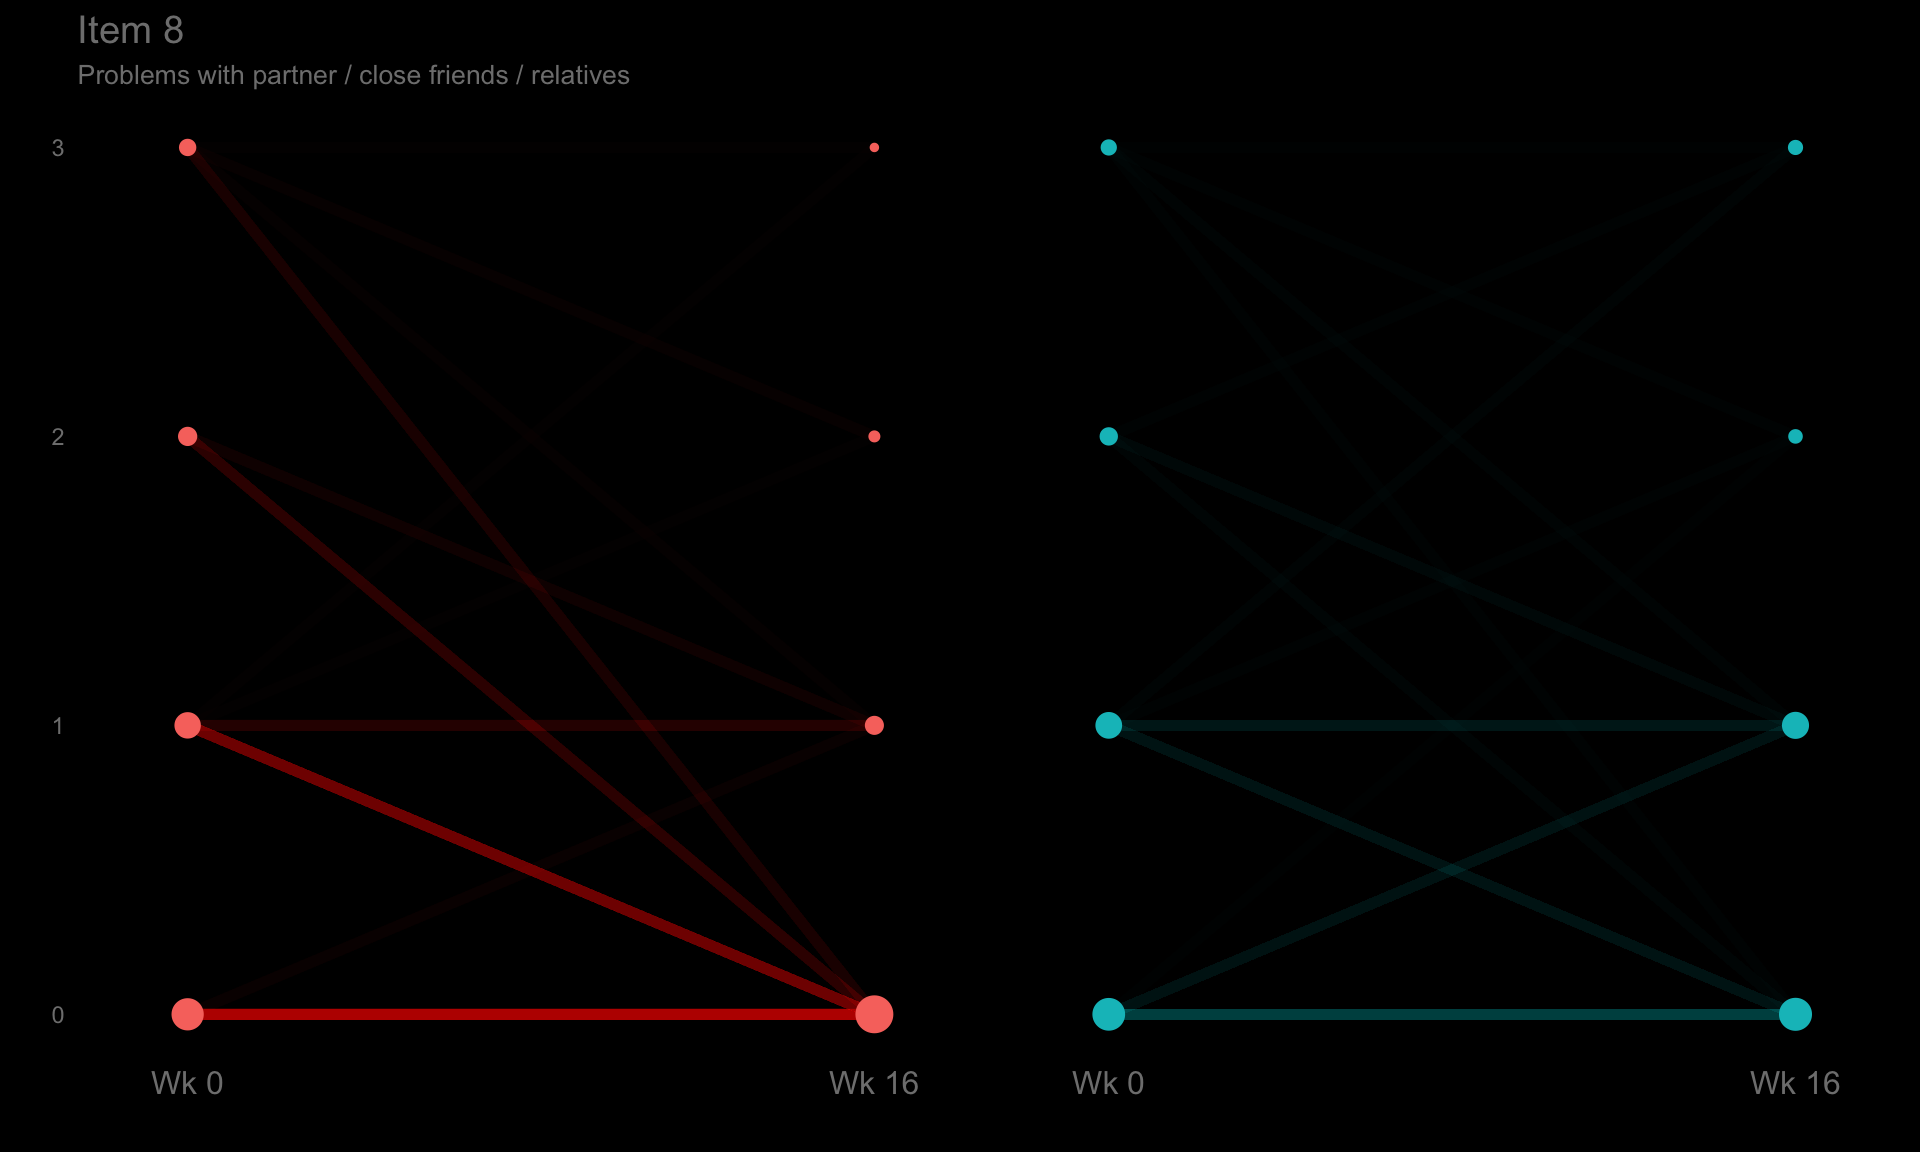 Item 8
Problems with partner / close friends / relatives
3
2
1
0
Wk 0
Wk 16
Wk 0
Wk 16